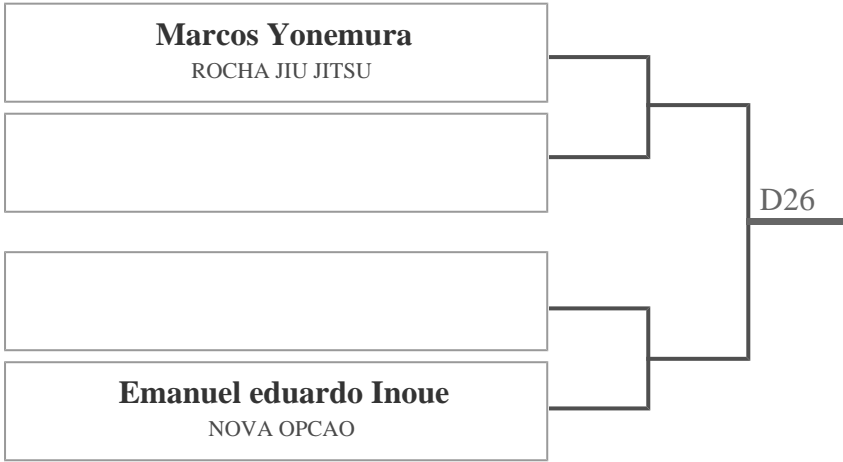 Marcos Yonemura
ROCHA JIU JITSU
D26
Emanuel eduardo Inoue
NOVA OPCAO